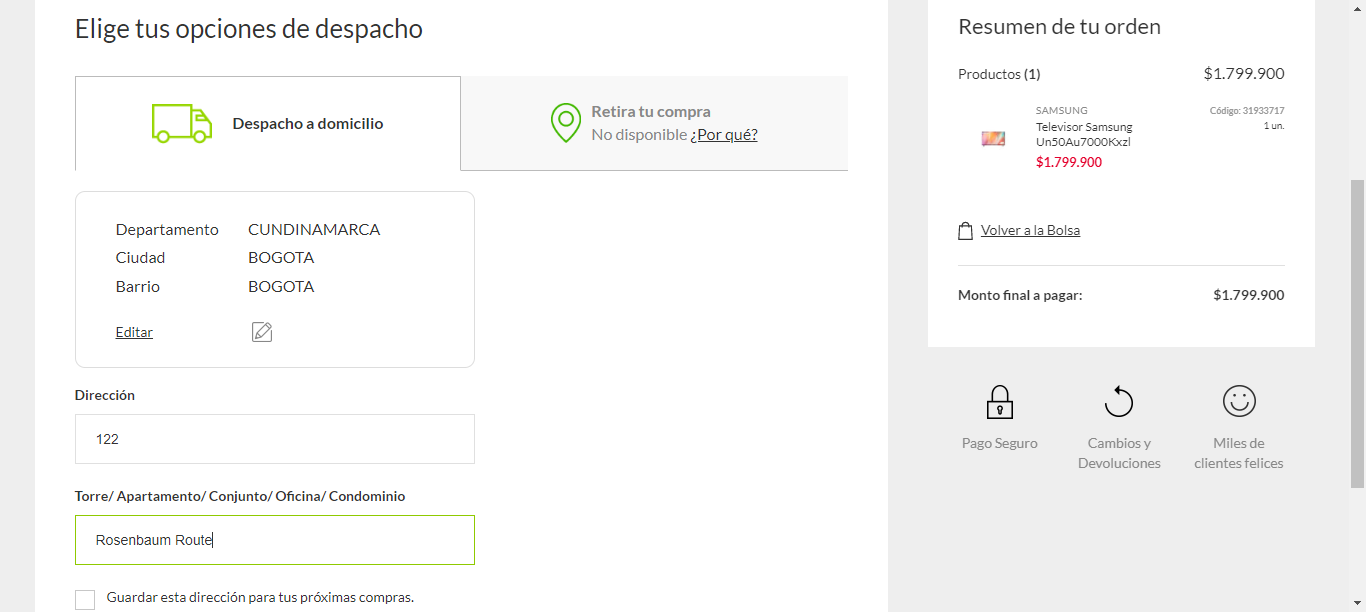 Elige tus opciones de despacho
Despacho a domicilio
Retira tu compra
No disponible ¿Por qué?
Departamento CUNDINAMARCA
Ciudad BOGOTA
Barrio BOGOTA
Editar
Dirección
122
Torre/ Apartamento/ Conjunto/ Oficina/ Condominio
Rosenbaum Route
Guardar esta dirección para tus próximas compras.
Resumen de tu orden
Productos (1) $1.799.900
SAMSUNG Código: 31933717
Televisor Samsung 1 un.
Un50Au7000Kxzl
$1.799.900
Volver a la Bolsa
Monto final a pagar: $1.799.900
Pago Seguro
Cambios y
Devoluciones
Miles de
clientes felices